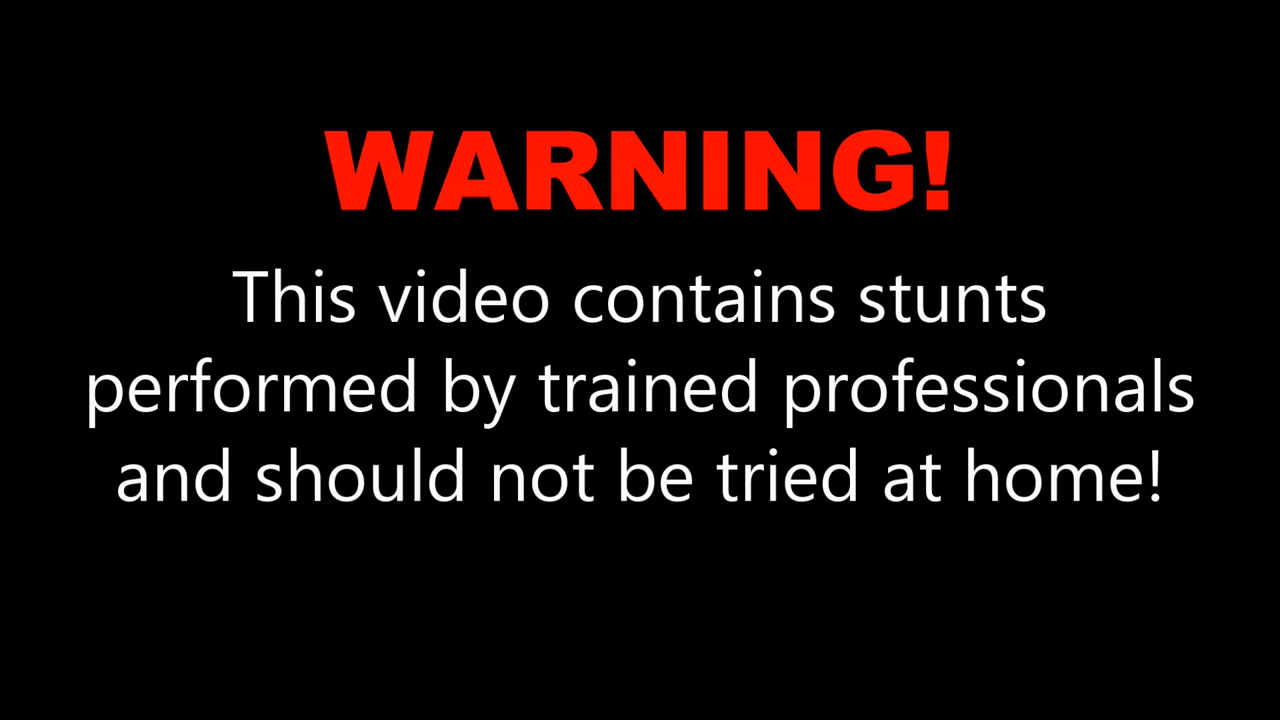 WARNING!
This video contains stunts
performed by trained professionals
and should not be tried at home!